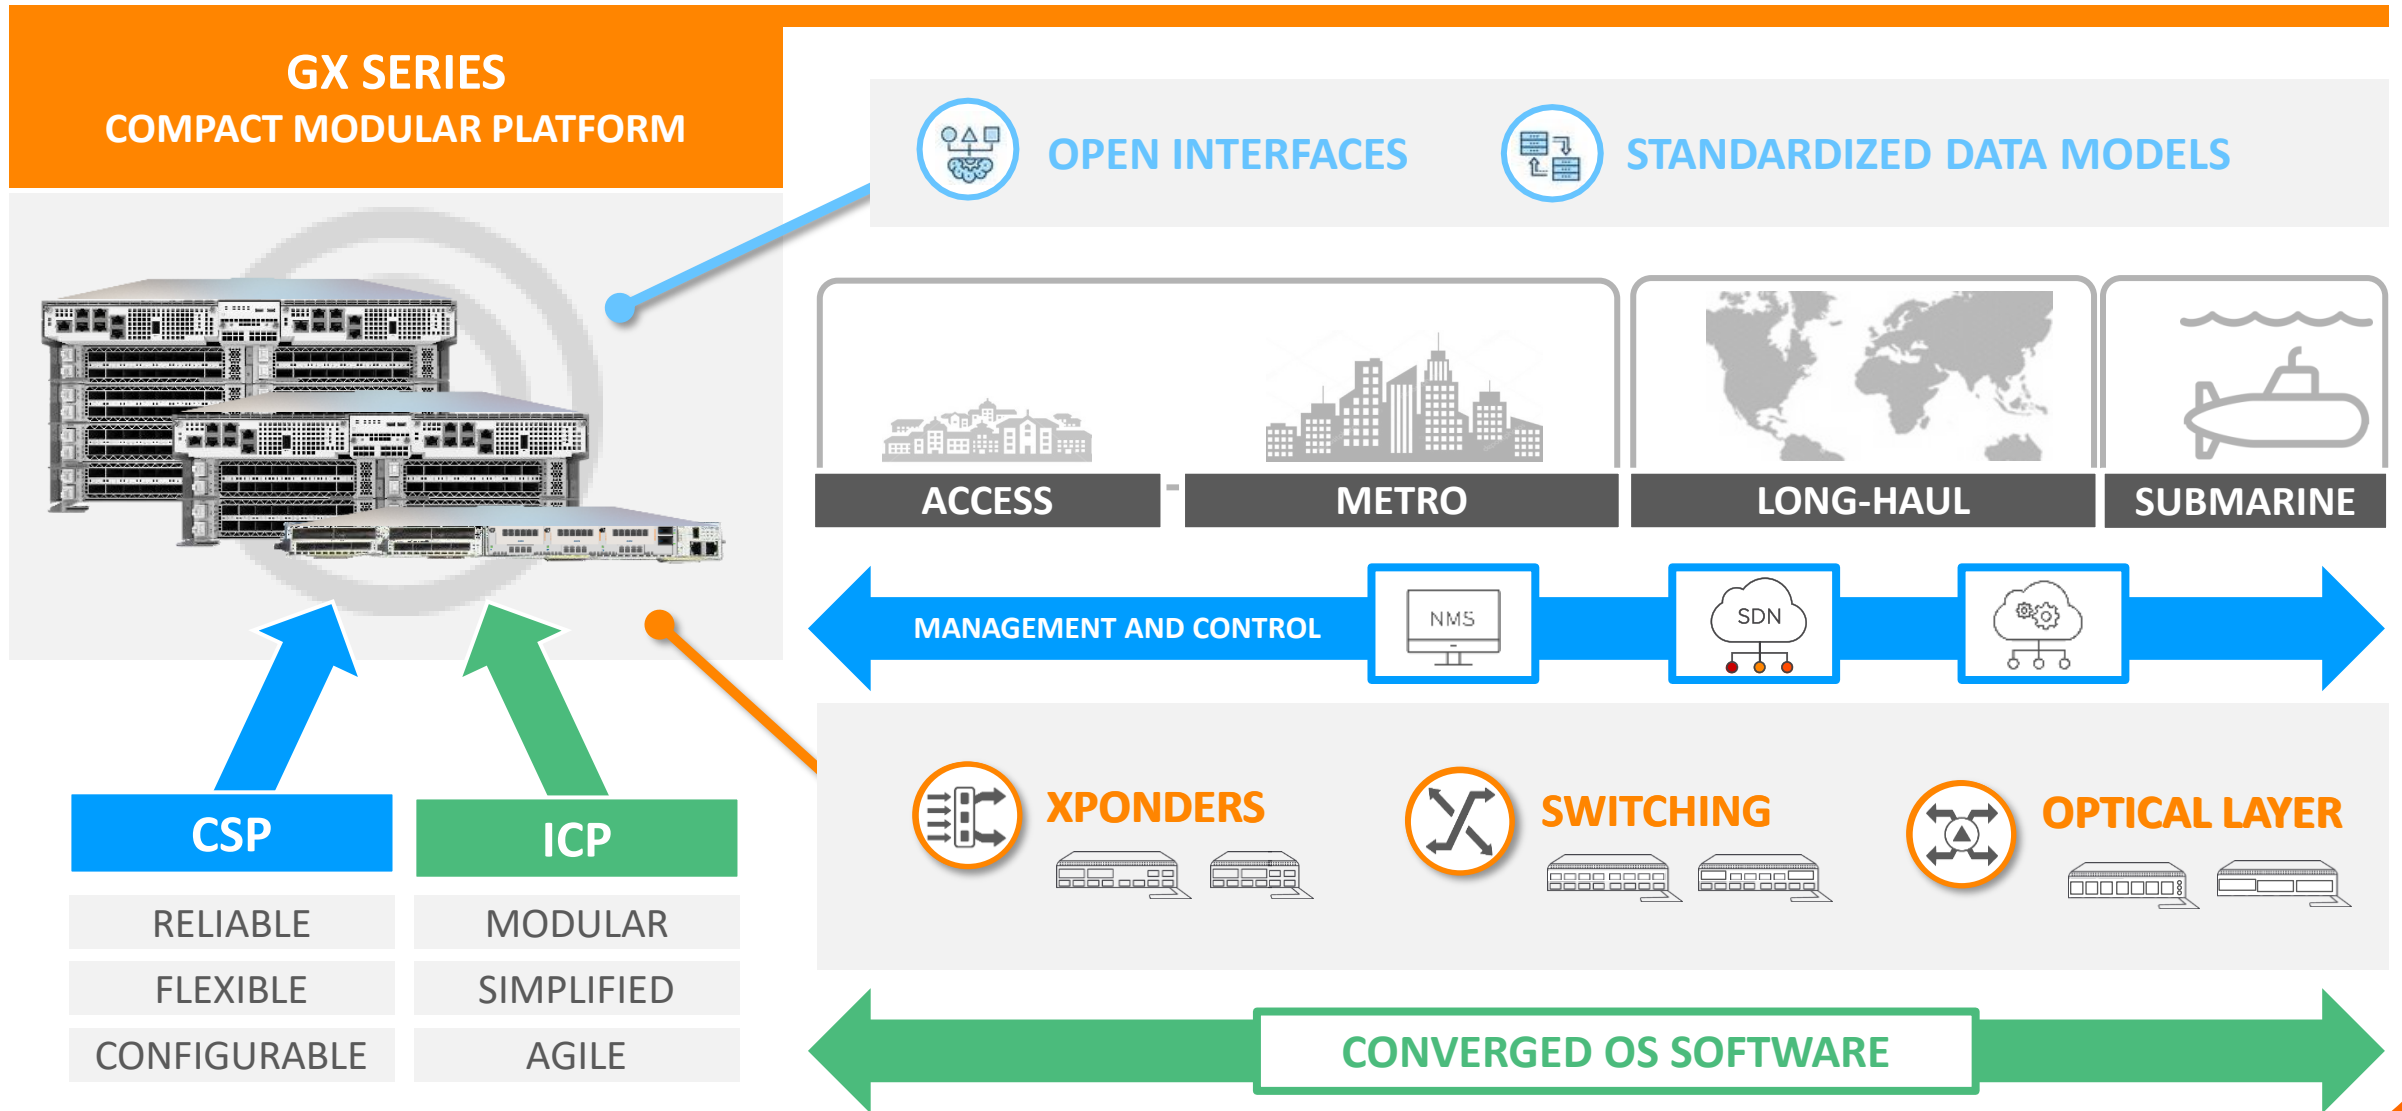 GX SERIES
COMPACT MODULAR PLATFORM
OPEN INTERFACES
STANDARDIZED DATA MODELS
ACCESS - METRO
LONG-HAUL
SUBMARINE
MANAGEMENT AND CONTROL
NMS
SDN
CSP
RELIABLE
FLEXIBLE
CONFIGURABLE
ICP
MODULAR
SIMPLIFIED
AGILE
XPONDERS
SWITCHING
OPTICAL LAYER
CONVERGED OS SOFTWARE